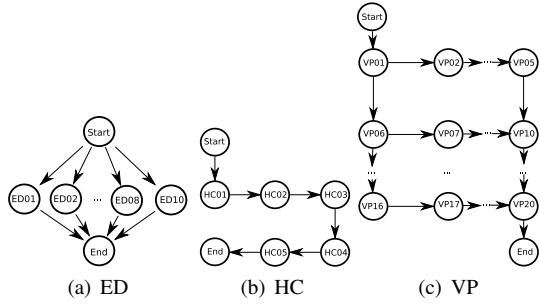 Start
VP01 VP02 ... VP05
VP06 VP07 ... VP10
... ... ...
VP16 VP17 ... VP20
End
Start
ED01 ED02 ... ED08 ED10
End
Start
HC01 HC02 HC03
End HC05 HC04
(a) ED (b) HC (c) VP